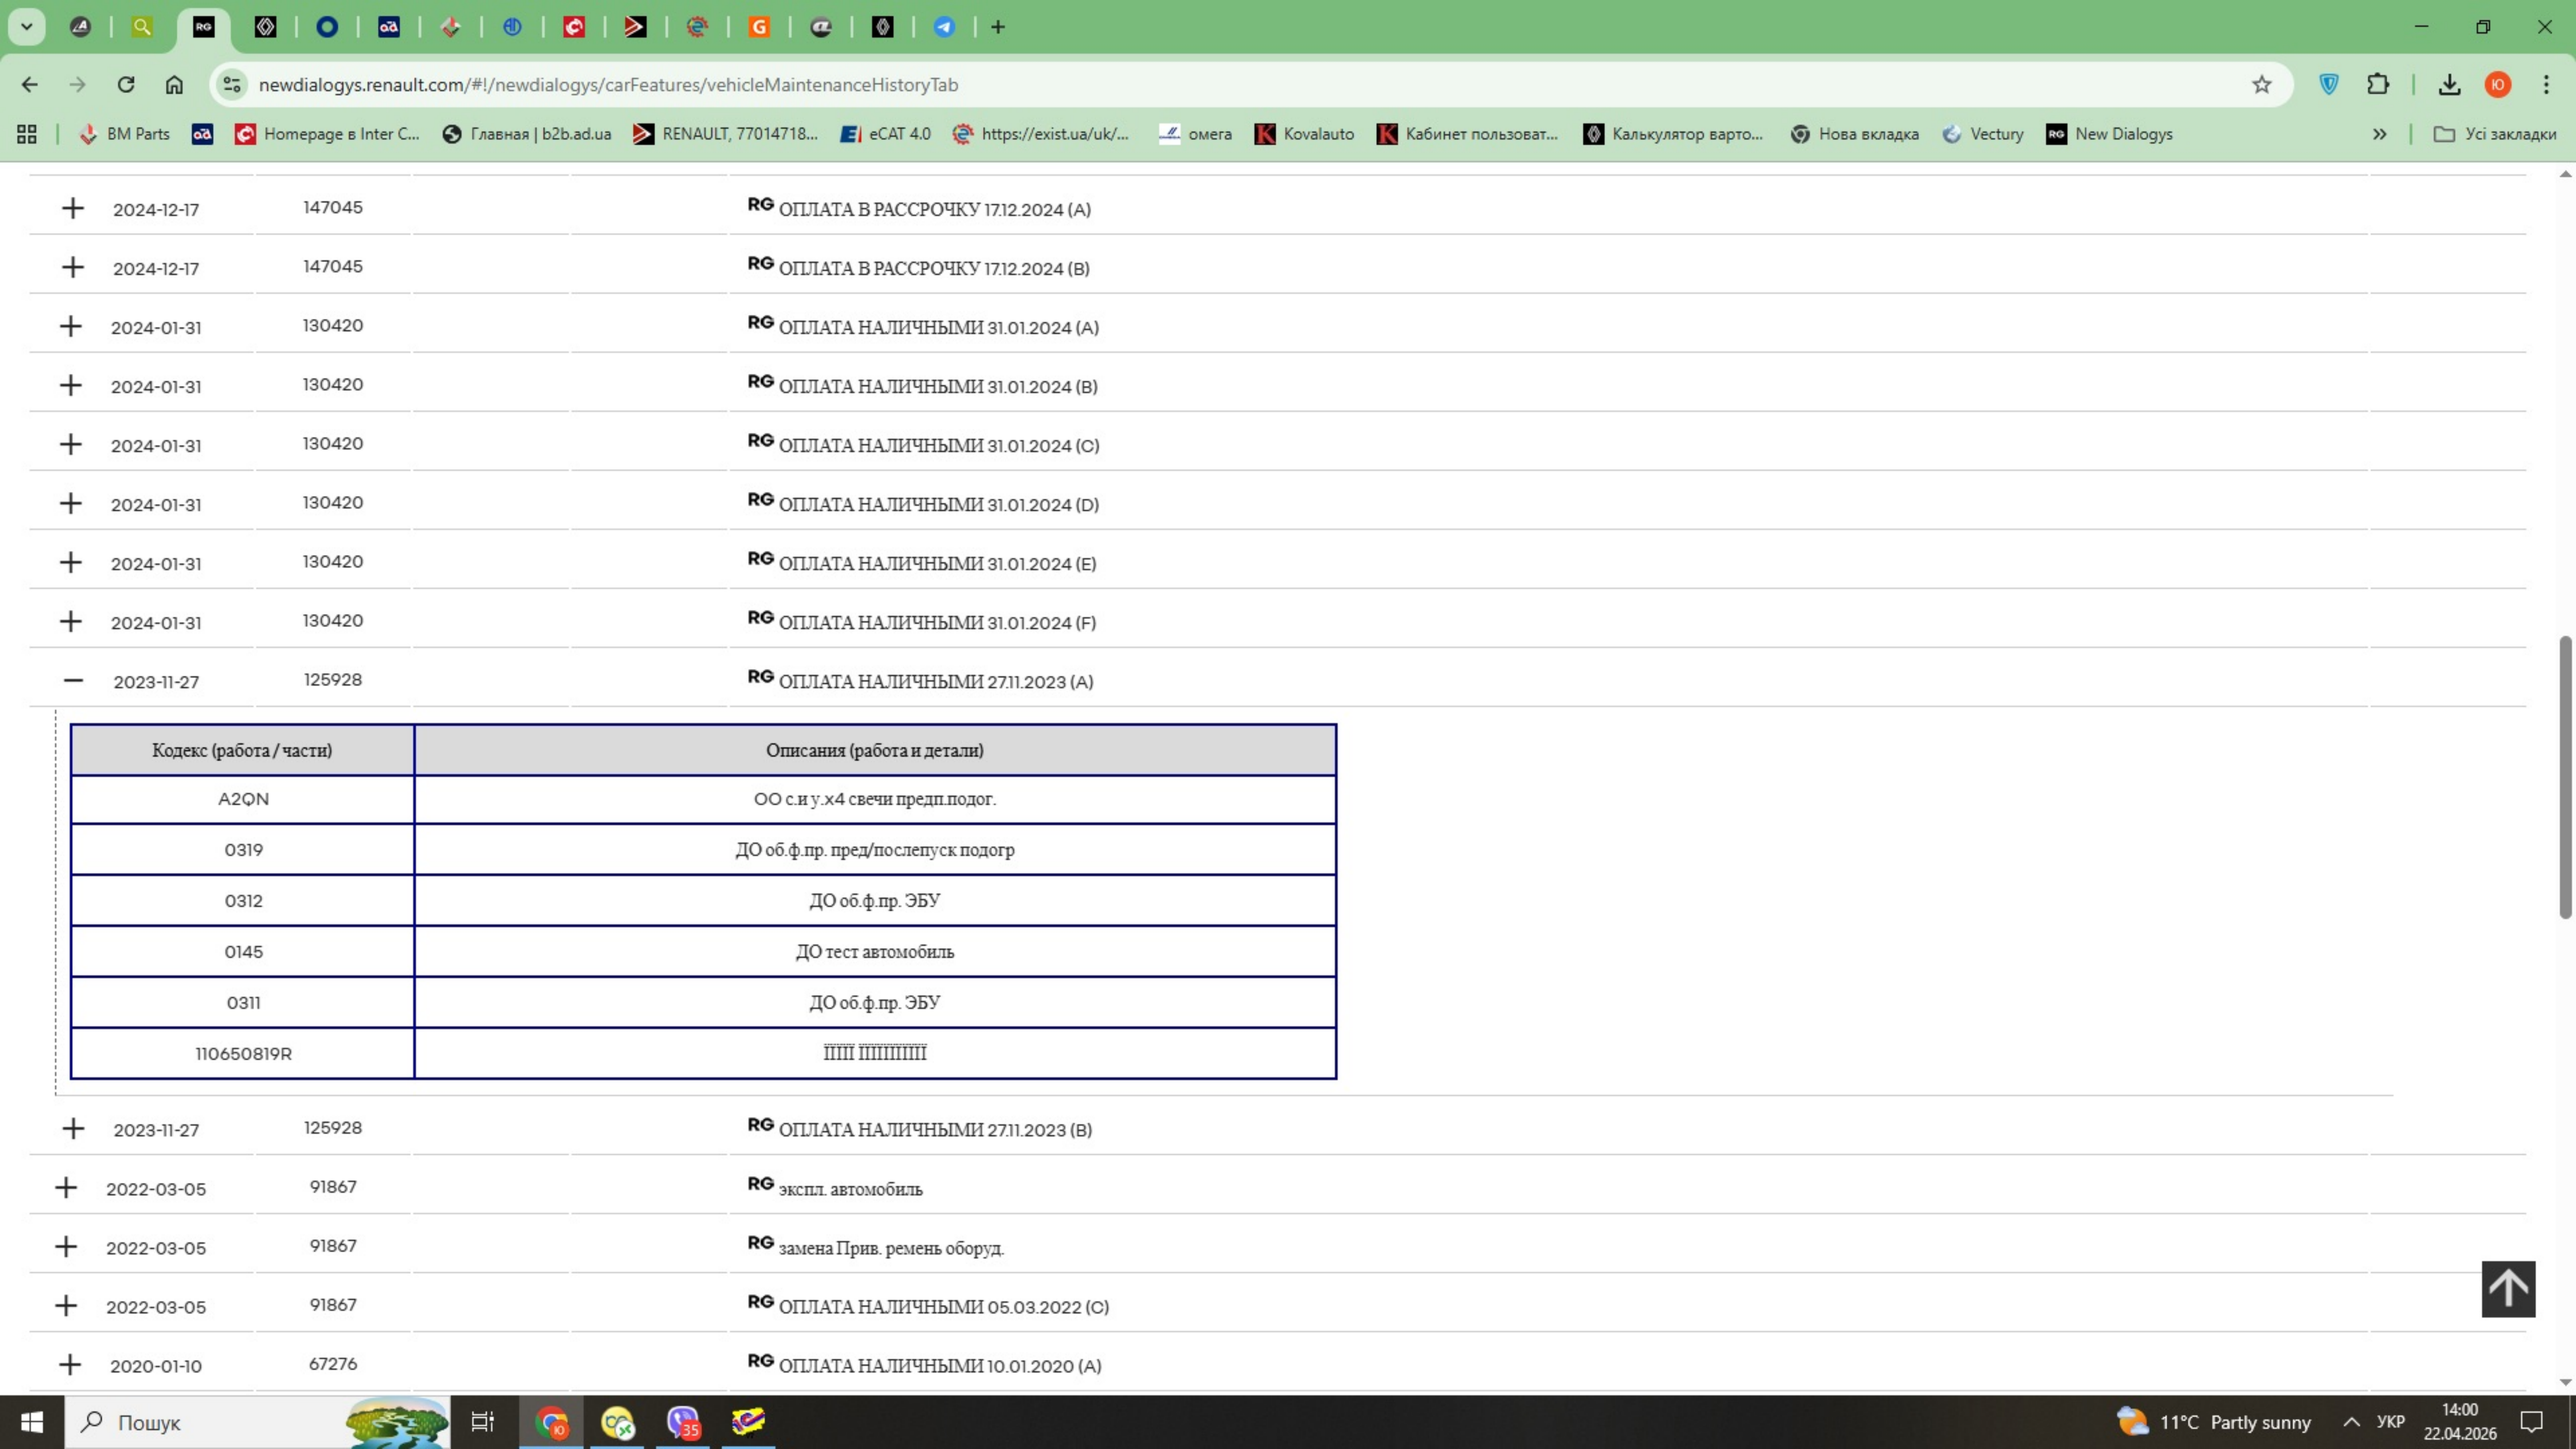 RG
ad
G
newdialogys.renault.com/#!/newdialogys/carFeatures/vehicleMaintenanceHistoryTab
Ю
BM Parts
ad
Homepage в Inter C...
Главная | b2b.ad.ua
RENAULT, 77014718...
eCAT 4.0
https://exist.ua/uk/...
омега
Kovalauto
Кабинет пользоват...
Калькулятор варто...
Нова вкладка
Vectury
RG New Dialogys
Усі закладки
2024-12-17 147045 RG ОПЛАТА В РАССРОЧКУ 17.12.2024 (A)
2024-12-17 147045 RG ОПЛАТА В РАССРОЧКУ 17.12.2024 (B)
2024-01-31 130420 RG ОПЛАТА НАЛИЧНЫМИ 31.01.2024 (A)
2024-01-31 130420 RG ОПЛАТА НАЛИЧНЫМИ 31.01.2024 (B)
2024-01-31 130420 RG ОПЛАТА НАЛИЧНЫМИ 31.01.2024 (C)
2024-01-31 130420 RG ОПЛАТА НАЛИЧНЫМИ 31.01.2024 (D)
2024-01-31 130420 RG ОПЛАТА НАЛИЧНЫМИ 31.01.2024 (E)
2024-01-31 130420 RG ОПЛАТА НАЛИЧНЫМИ 31.01.2024 (F)
2023-11-27 125928 RG ОПЛАТА НАЛИЧНЫМИ 27.11.2023 (A)
Кодекс (работа / части) Описания (работа и детали)
A2QN OO с.и у.x4 свечи предп.подог.
0319 ДО об.ф.пр. пред/послепуск подогр
0312 ДО об.ф.пр. ЭБУ
0145 ДО тест автомобиль
0311 ДО об.ф.пр. ЭБУ
110650819R
2023-11-27 125928 RG ОПЛАТА НАЛИЧНЫМИ 27.11.2023 (B)
2022-03-05 91867 RG экспл. автомобиль
2022-03-05 91867 RG замена Прив. ремень оборуд.
2022-03-05 91867 RG ОПЛАТА НАЛИЧНЫМИ 05.03.2022 (C)
2020-01-10 67276 RG ОПЛАТА НАЛИЧНЫМИ 10.01.2020 (A)
Пошук
35
11°C Partly sunny
УКР
14:00
22.04.2026